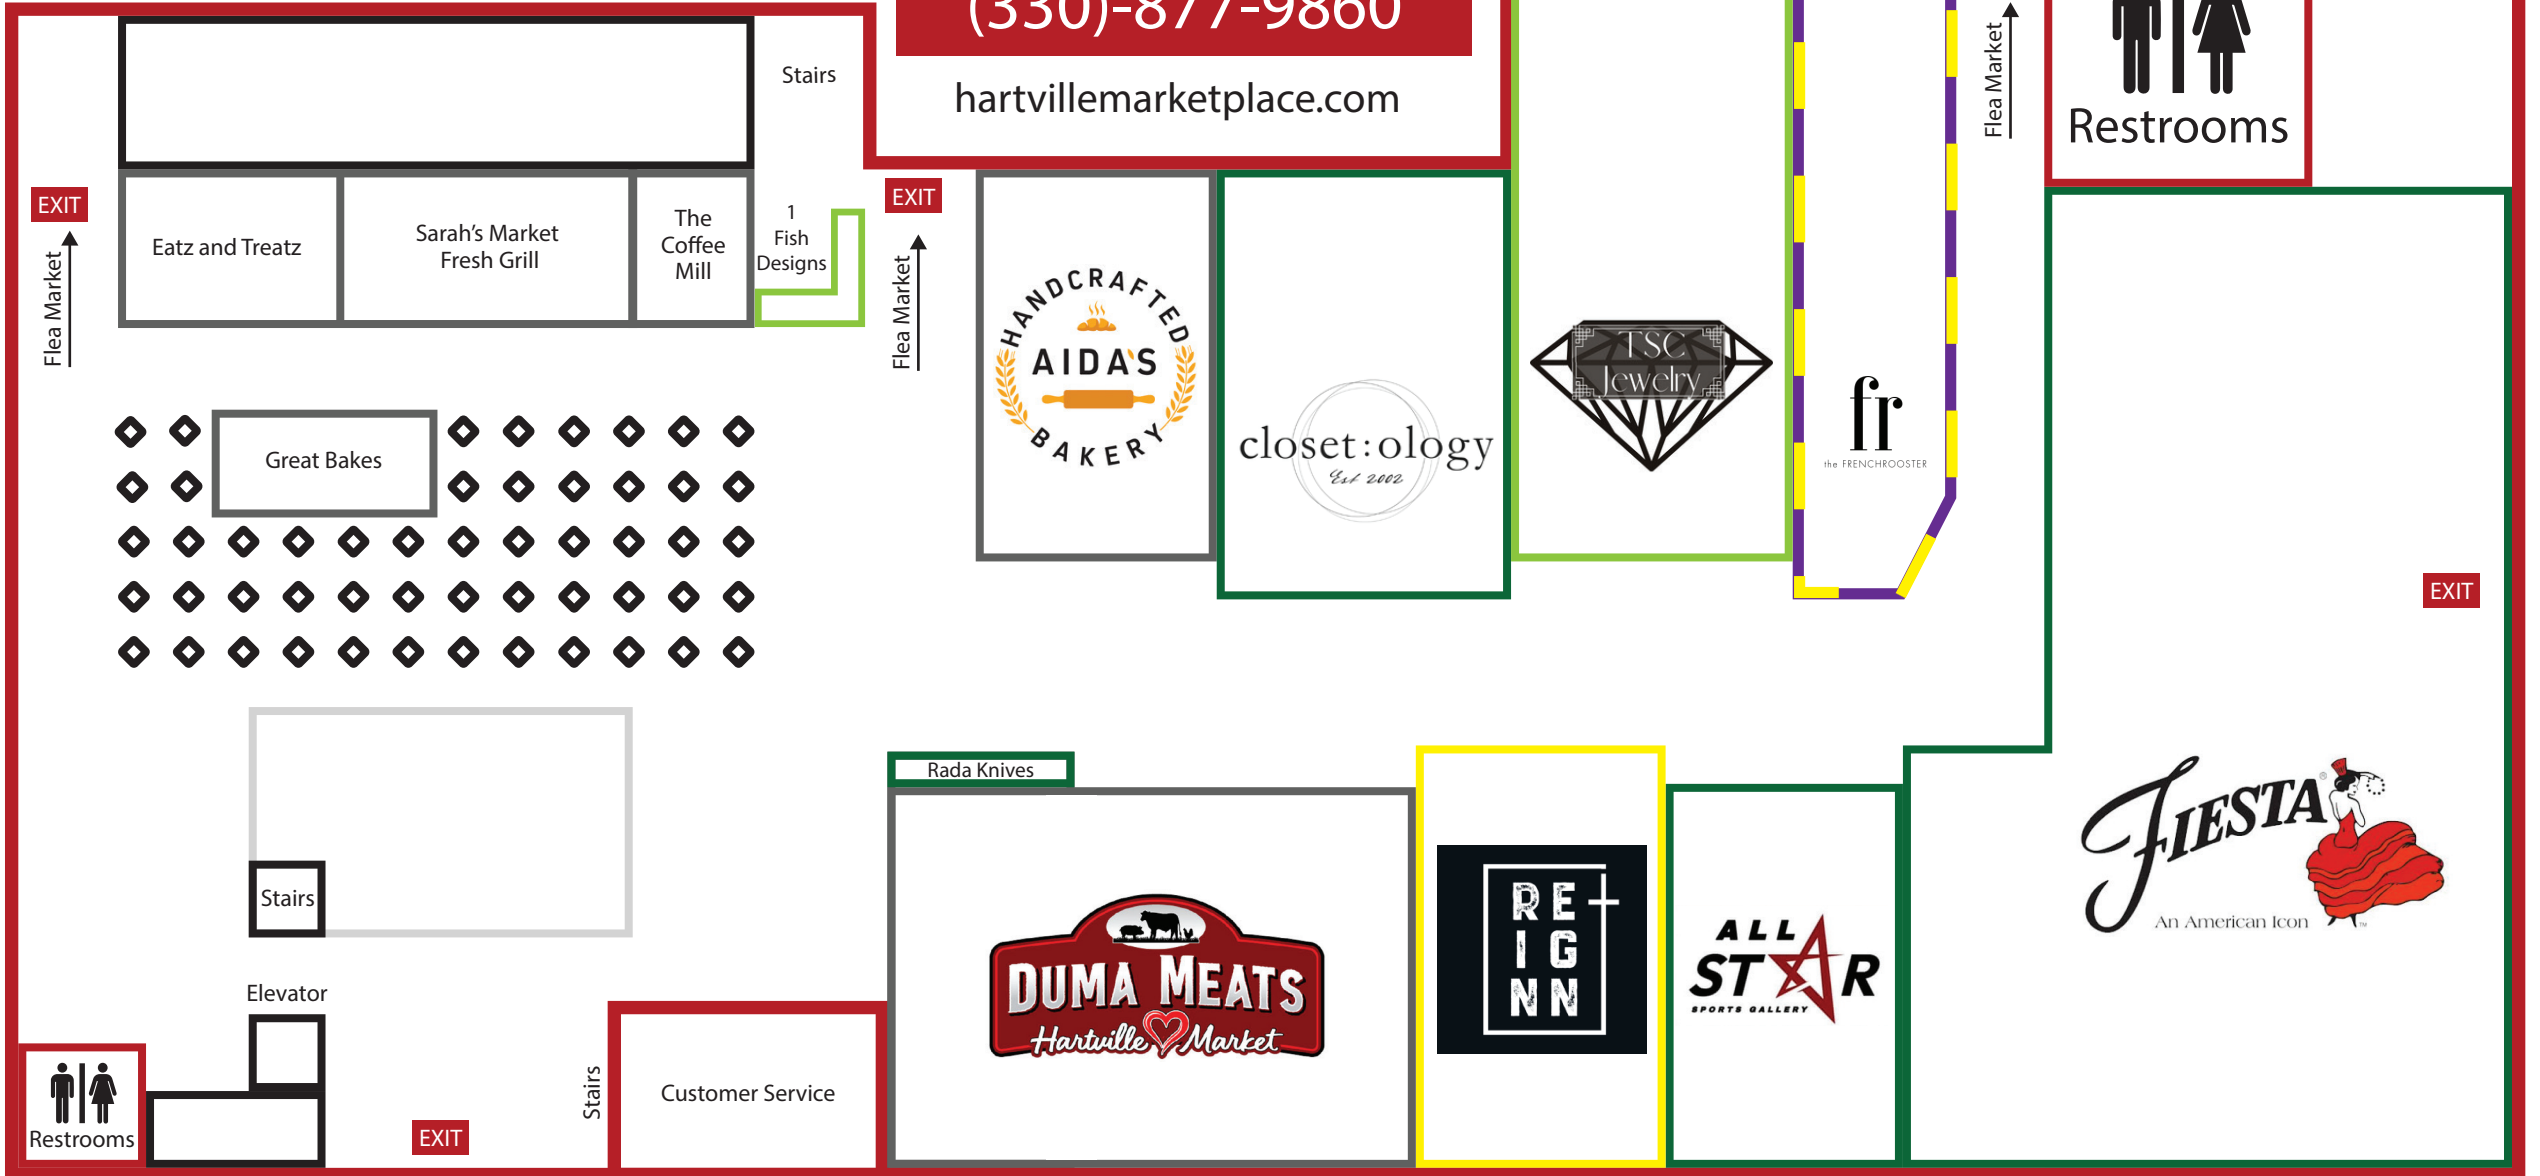 (330)-877-9860
hartvillemarketplace.com
Stairs
Flea Market
Restrooms
EXIT
Flea Market
Eatz and Treatz
Sarah's Market
Fresh Grill
The
Coffee
Mill
1
Fish
Designs
EXIT
Flea Market
HANDCRAFTED
AIDA'S
BAKERY
closet:ology
Est 2002
TSC
Jewelry
fr
the FRENCHROOSTER
Great Bakes
EXIT
Rada Knives
Stairs
DUMA MEATS
Hartville Market
RE
IG
NN
ALL
STAR
SPORTS GALLERY
FIESTA®
An American Icon
TM
Elevator
Restrooms
EXIT
Stairs
Customer Service